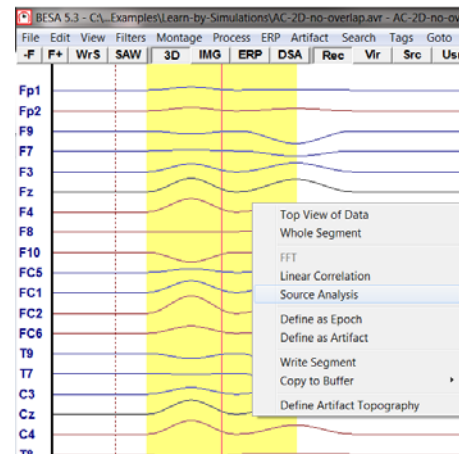 BESA 5.3 - C:\...Examples\Learn-by-Simulations\AC-2D-no-overlap.avr - AC-2D-no-ov
File Edit View Filters Montage Process ERP Artifact Search Tags Goto
-F F+ WrS SAW 3D IMG ERP DSA Rec Vir Src Us
Fp1
Fp2
F9
F7
F3
Fz
F4
F8
F10
FC5
FC1
FC2
FC6
T9
T7
C3
Cz
C4
T8
Top View of Data
Whole Segment
FFT
Linear Correlation
Source Analysis
Define as Epoch
Define as Artifact
Write Segment
Copy to Buffer
Define Artifact Topography